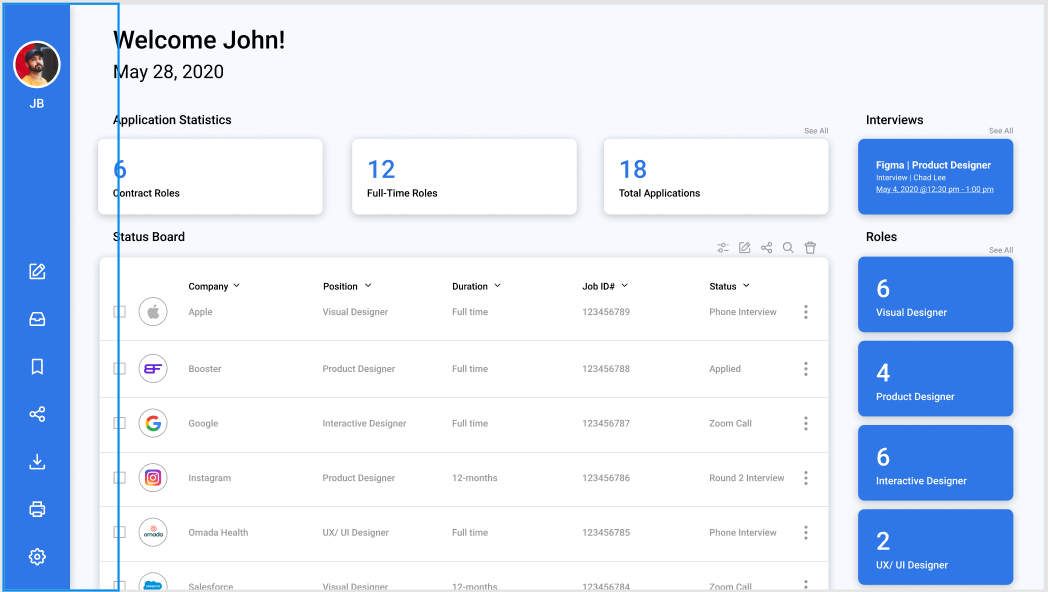 Welcome John!
May 28, 2020
JB
Application Statistics
See All
6
Contract Roles
12
Full-Time Roles
18
Total Applications
Interviews
See All
Figma | Product Designer
Interview | Chad Lee
May 4, 2020 @12:30 pm - 1:00 pm
Status Board
Company Position Duration Job ID# Status
Apple Visual Designer Full time 123456789 Phone Interview
BF Booster Product Designer Full time 123456788 Applied
Google Interactive Designer Full time 123456787 Zoom Call
Instagram Product Designer 12-months 123456786 Round 2 Interview
omada Omada Health UX/ UI Designer Full time 123456785 Phone Interview
Salesforce Visual Designer 12-months 123456784 Zoom Call
Roles
See All
6
Visual Designer
4
Product Designer
6
Interactive Designer
2
UX/ UI Designer